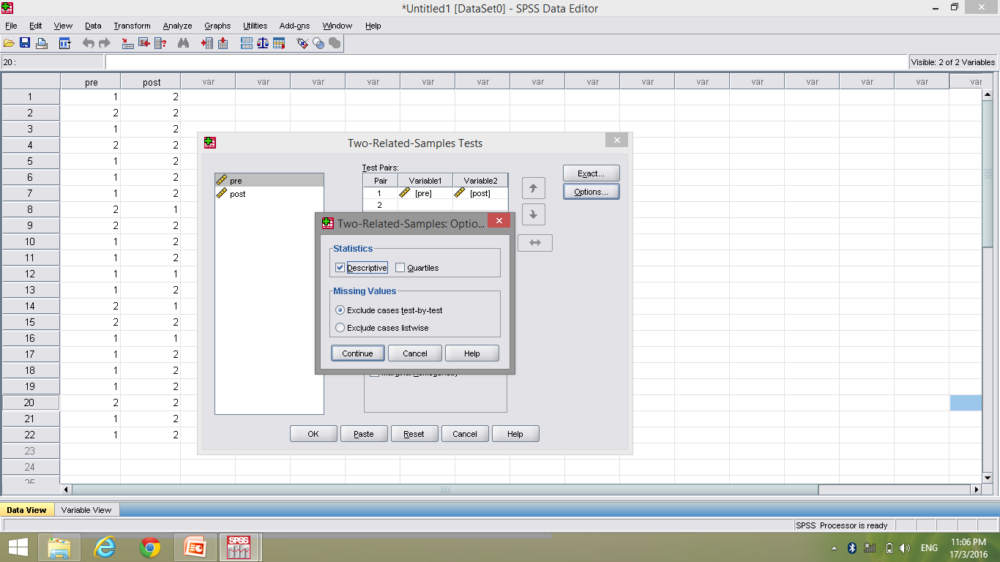 *Untitled1 [DataSet0] - SPSS Data Editor
File Edit View Data Transform Analyze Graphs Utilities Add-ons Window Help
20 :
Visible: 2 of 2 Variables
pre post var var var var var var var var var var var var var var var
1 1 2
2 2 2
3 1 2
4 2 2
5 1 2
6 1 2
7 1 2
8 2 1
9 2 2
10 1 2
11 1 2
12 1 1
13 1 2
14 2 1
15 2 2
16 1 1
17 1 2
18 1 2
19 1 2
20 2 2
21 1 2
22 1 2
23
24
25
Two-Related-Samples Tests
pre
post
Test Pairs:
Pair Variable1 Variable2
1 [pre] [post]
2
Exact...
Options...
Two-Related-Samples: Optio...
Statistics
Descriptive Quartiles
Missing Values
Exclude cases test-by-test
Exclude cases listwise
Continue Cancel Help
OK Paste Reset Cancel Help
Data View Variable View
SPSS Processor is ready
SPSS
ENG
11:06 PM
17/3/2016